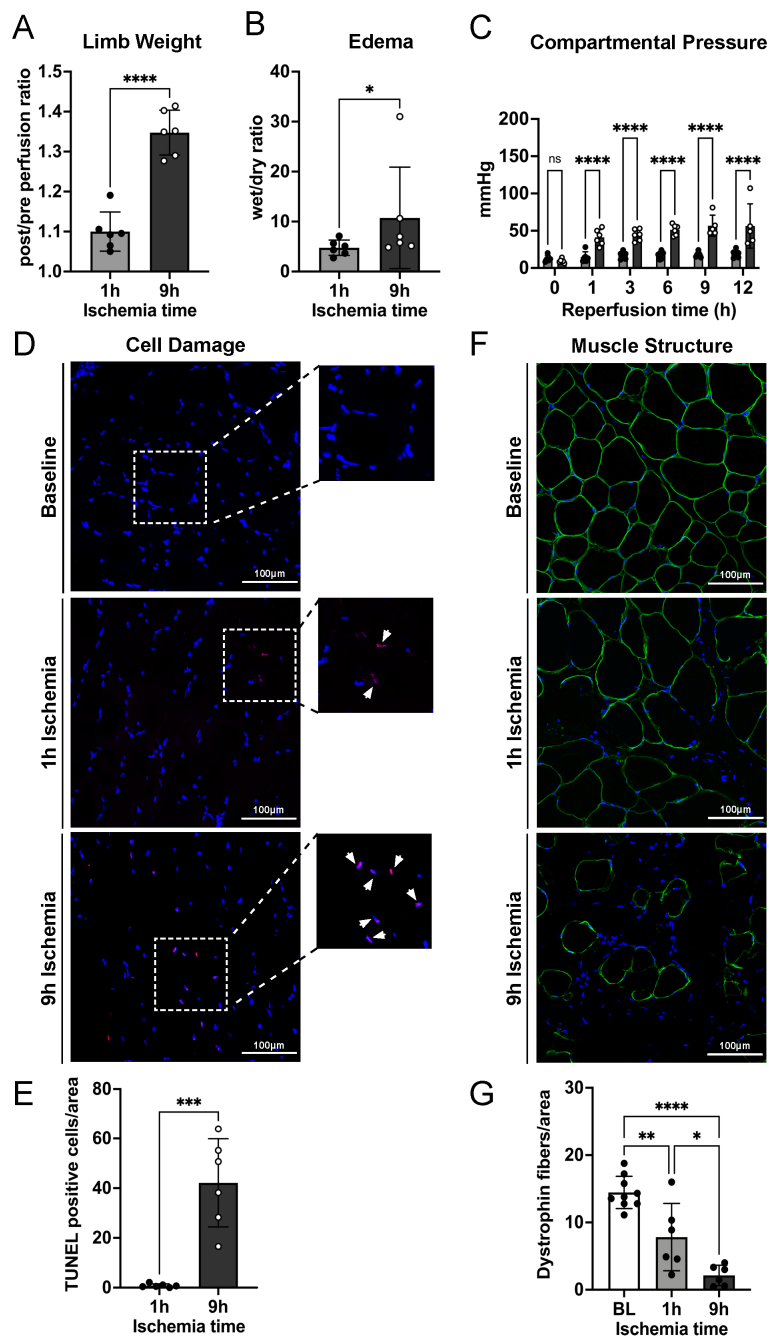 A
Limb Weight
post/pre perfusion ratio
1.5
1.4
1.3
1.2
1.1
1.0
****
1h
9h
Ischemia time
B
Edema
wet/dry ratio
40
30
20
10
0
*
1h
9h
Ischemia time
C
Compartmental Pressure
mmHg
200
150
100
50
0
ns
****
****
****
****
****
0
1
3
6
9
12
Reperfusion time (h)
D
Cell Damage
Baseline
100µm
1h Ischemia
100µm
9h Ischemia
100µm
F
Muscle Structure
Baseline
100µm
1h Ischemia
100µm
9h Ischemia
100µm
E
TUNEL positive cells/area
80
60
40
20
0
***
1h
9h
Ischemia time
G
Dystrophin fibers/area
30
20
10
0
****
**
*
BL
1h
9h
Ischemia time